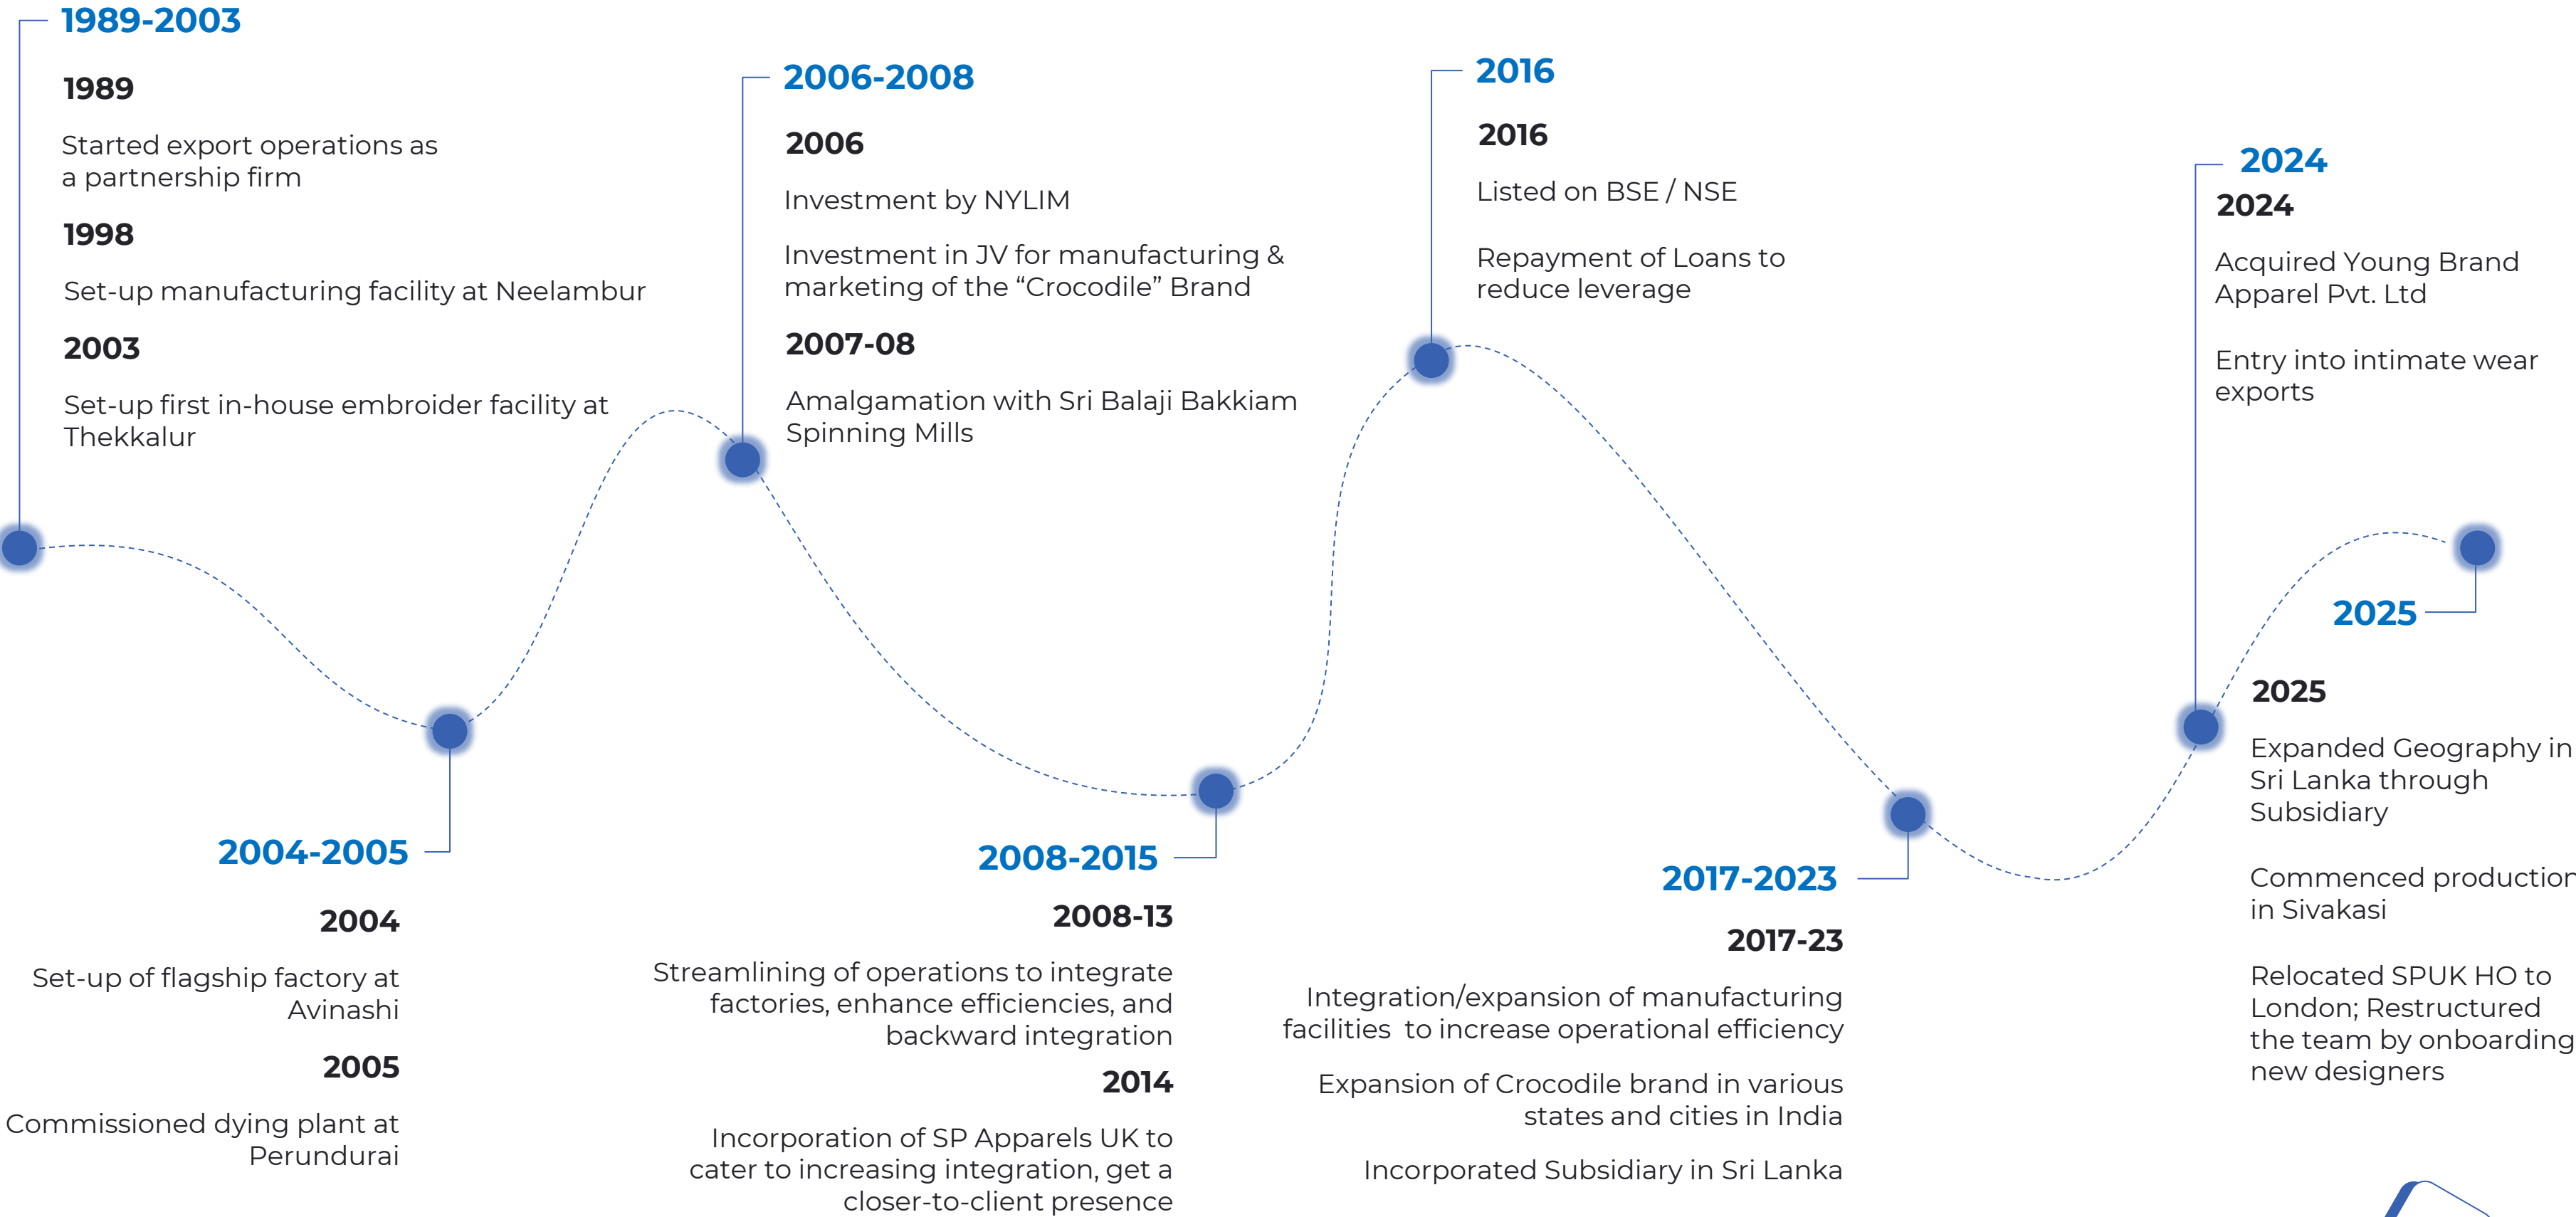 1989-2003
1989
Started export operations as
a partnership firm
1998
Set-up manufacturing facility at Neelambur
2003
Set-up first in-house embroider facility at
Thekkalur
2004-2005
2004
Set-up of flagship factory at
Avinashi
2005
Commissioned dying plant at
Perundurai
2006-2008
2006
Investment by NYLIM
Investment in JV for manufacturing &
marketing of the “Crocodile” Brand
2007-08
Amalgamation with Sri Balaji Bakkiam
Spinning Mills
2008-2015
2008-13
Streamlining of operations to integrate
factories, enhance efficiencies, and
backward integration
2014
Incorporation of SP Apparels UK to
cater to increasing integration, get a
closer-to-client presence
2016
2016
Listed on BSE / NSE
Repayment of Loans to
reduce leverage
2017-2023
2017-23
Integration/expansion of manufacturing
facilities  to increase operational efficiency
Expansion of Crocodile brand in various
states and cities in India
Incorporated Subsidiary in Sri Lanka
2024
2024
Acquired Young Brand
Apparel Pvt. Ltd
Entry into intimate wear
exports
2025
2025
Expanded Geography in
Sri Lanka through
Subsidiary
Commenced production
in Sivakasi
Relocated SPUK HO to
London; Restructured
the team by onboarding
new designers